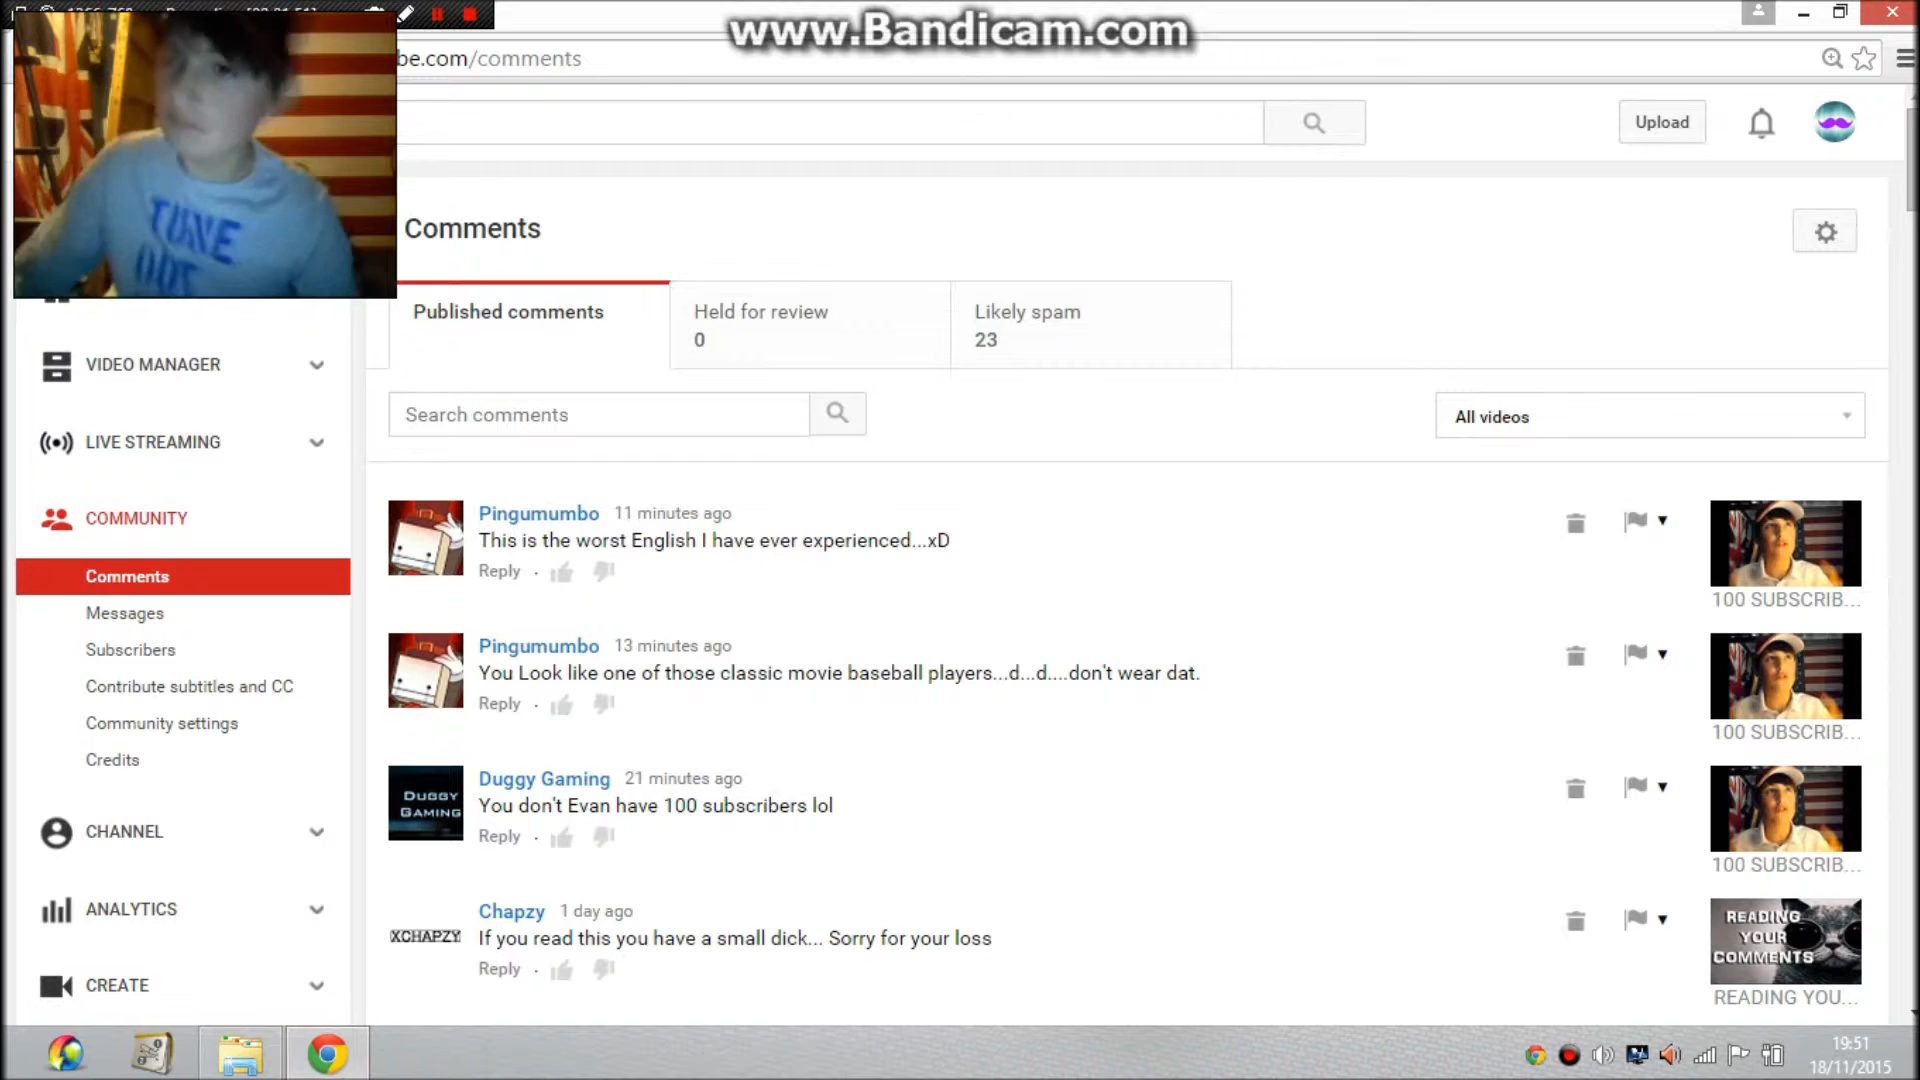 www.Bandicam.com
be.com/comments
Upload
Comments
Published comments
Held for review
0
Likely spam
23
Search comments
All videos
VIDEO MANAGER
LIVE STREAMING
COMMUNITY
Comments
Messages
Subscribers
Contribute subtitles and CC
Community settings
Credits
CHANNEL
ANALYTICS
CREATE
Pingumumbo 11 minutes ago
This is the worst English I have ever experienced...xD
Reply
100 SUBSCRIB...
Pingumumbo 13 minutes ago
You Look like one of those classic movie baseball players...d...d....don't wear dat.
Reply
100 SUBSCRIB...
DUGGY
GAMING
Duggy Gaming 21 minutes ago
You don't Evan have 100 subscribers lol
Reply
100 SUBSCRIB...
XCHAPZY
Chapzy 1 day ago
If you read this you have a small dick... Sorry for your loss
Reply
READING
YOUR
COMMENTS
READING YOU...
19:51
18/11/2015